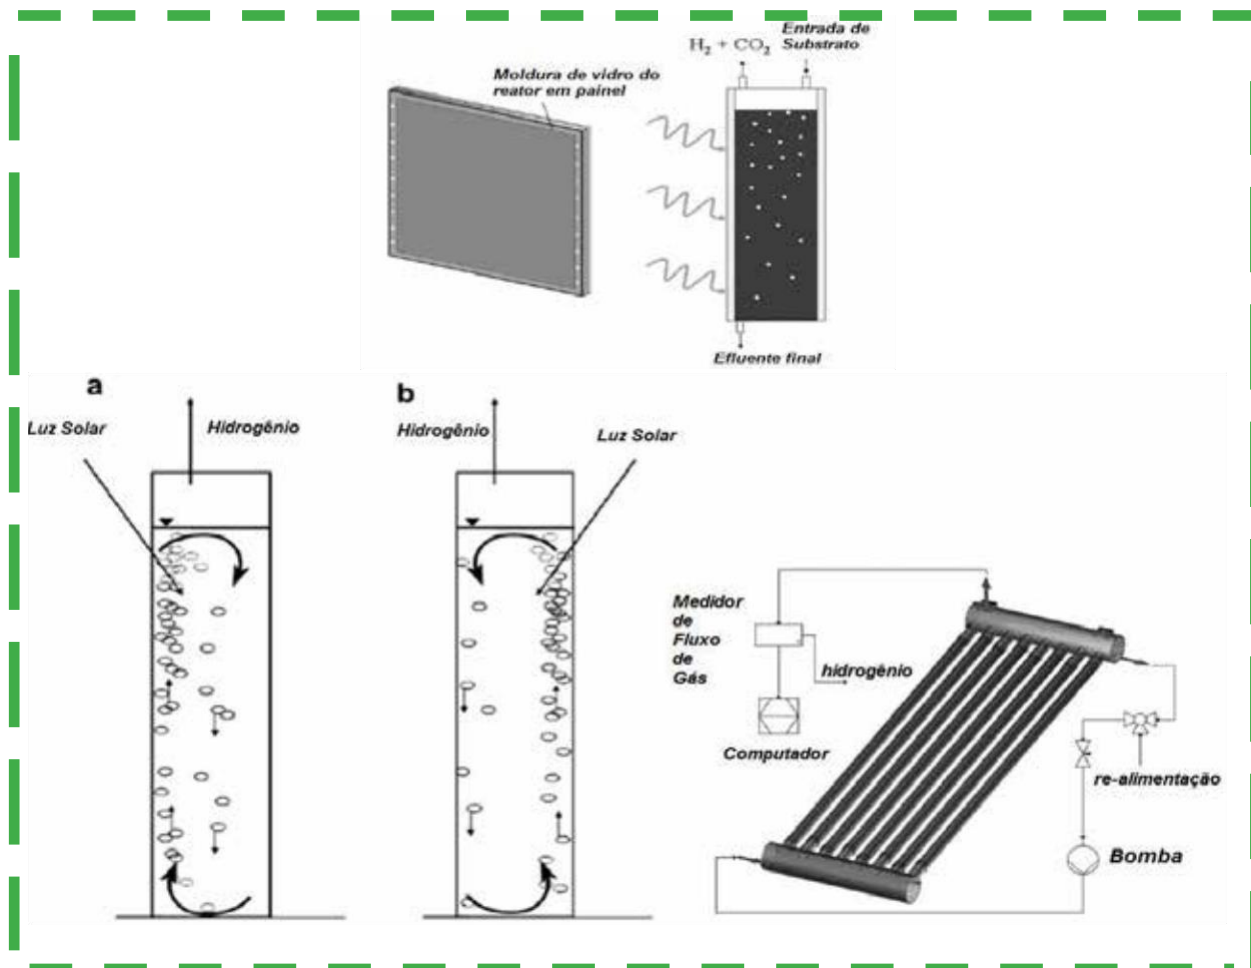 H₂ + CO₂
Entrada de
Substrato
Moldura de vidro do
reator em painel
Efluente final
a
Luz Solar
Hidrogênio
b
Hidrogênio
Luz Solar
Medidor
de
Fluxo
de
Gás
hidrogênio
Computador
re-alimentação
Bomba